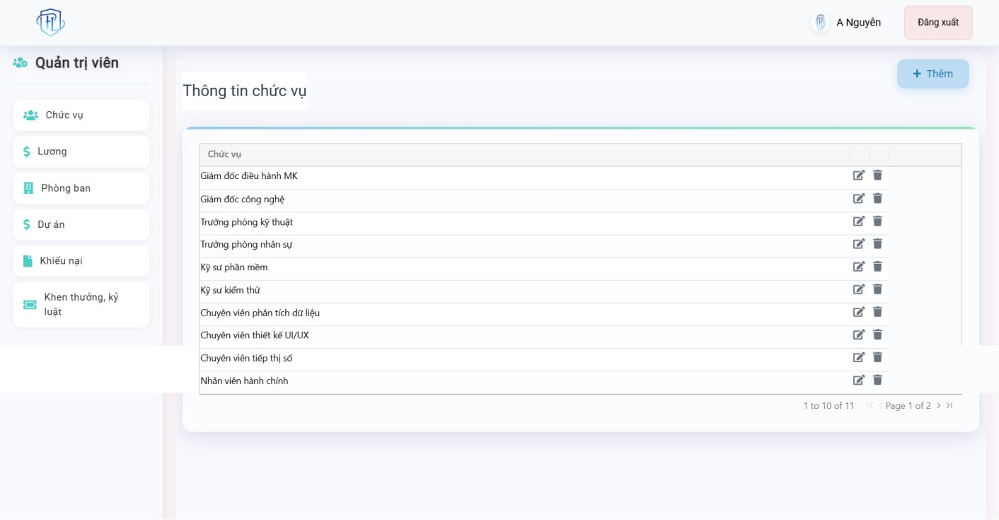 A Nguyễn
Đăng xuất
Quản trị viên
Chức vụ
Lương
Phòng ban
Dự án
Khiếu nại
Khen thưởng, kỷ
luật
Thêm
Thông tin chức vụ
Chức vụ
Giám đốc điều hành MK
Giám đốc công nghệ
Trưởng phòng kỹ thuật
Trưởng phòng nhân sự
Kỹ sư phần mềm
Kỹ sư kiểm thử
Chuyên viên phân tích dữ liệu
Chuyên viên thiết kế UI/UX
Chuyên viên tiếp thị số
Nhân viên hành chính
1 to 10 of 11 Page 1 of 2